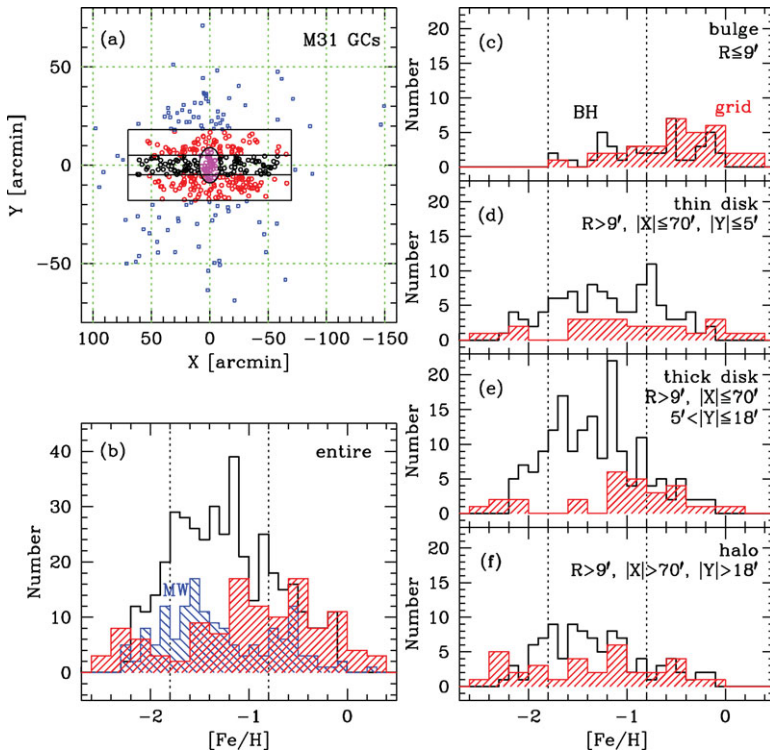 (a)
M31 GCs
50
0
−50
Y [arcmin]
100
50
0
−50
−100
−150
X [arcmin]
(b)
entire
MW
40
30
20
10
0
Number
−2
−1
0
[Fe/H]
(c)
bulge
R≦9′
BH
grid
20
15
10
5
0
Number
(d)
thin disk
R>9′, |X|≦70′, |Y|≦5′
20
15
10
5
0
Number
(e)
thick disk
R>9′, |X|≦70′
5′<|Y|≦18′
20
15
10
5
0
Number
(f)
halo
R>9′, |X|>70′, |Y|>18′
20
15
10
5
0
Number
−2
−1
0
[Fe/H]